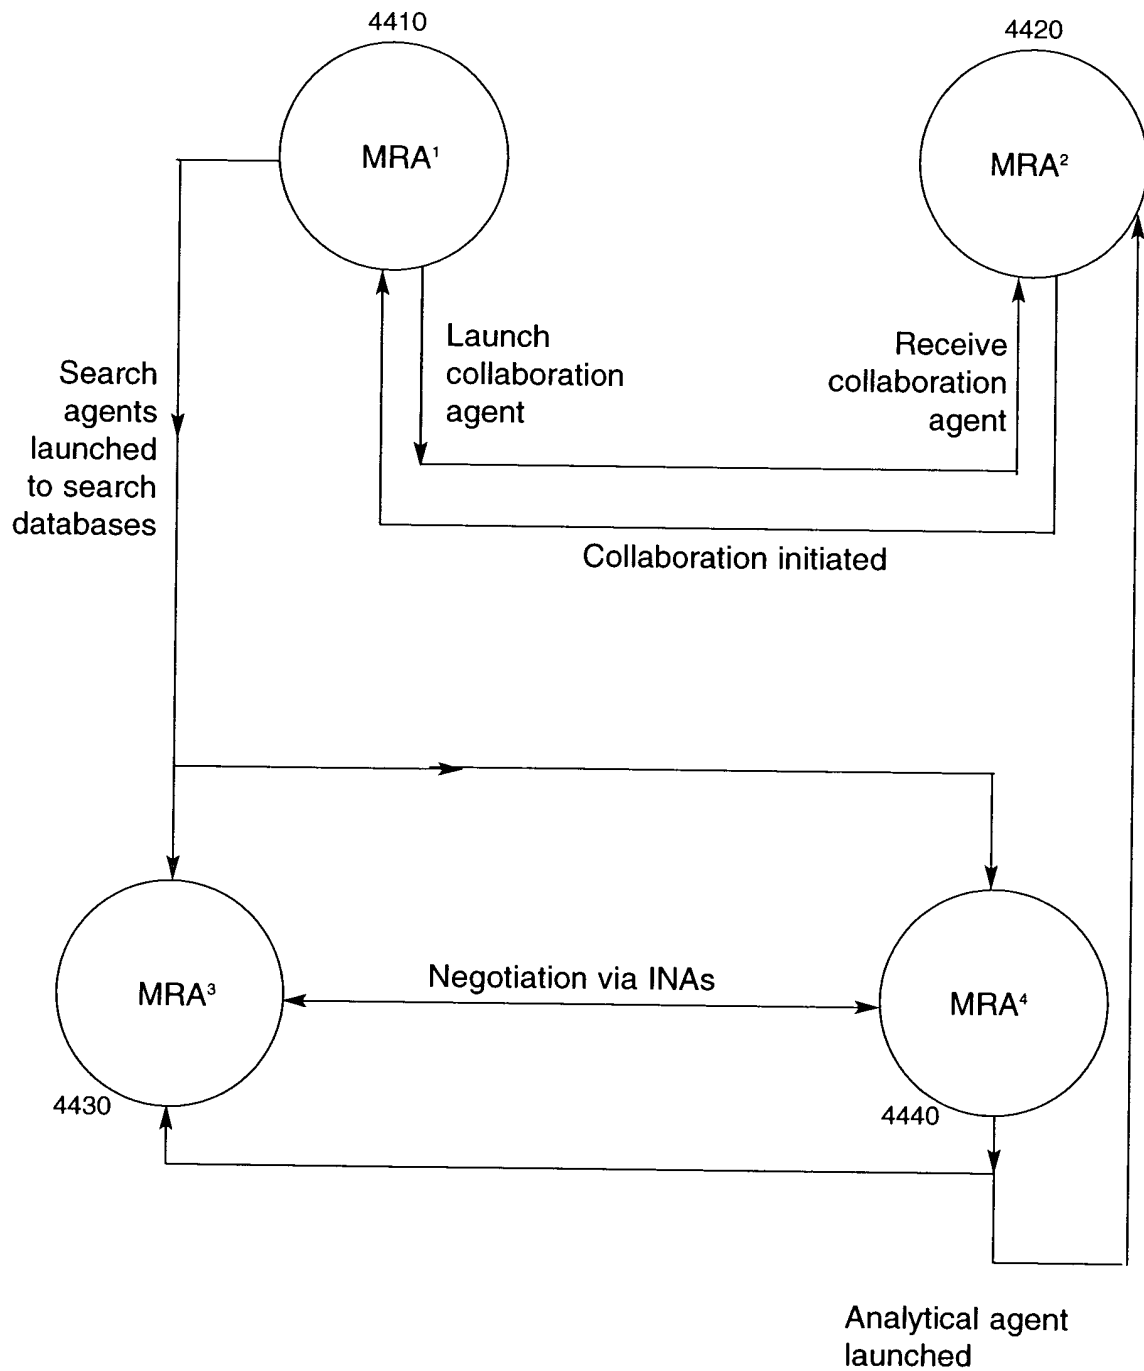 4410
4420
MRA¹
MRA²
Launch
collaboration
agent
Receive
collaboration
agent
Search
agents
launched
to search
databases
Collaboration initiated
Negotiation via INAs
MRA³
MRA⁴
4430
4440
Analytical agent
launched